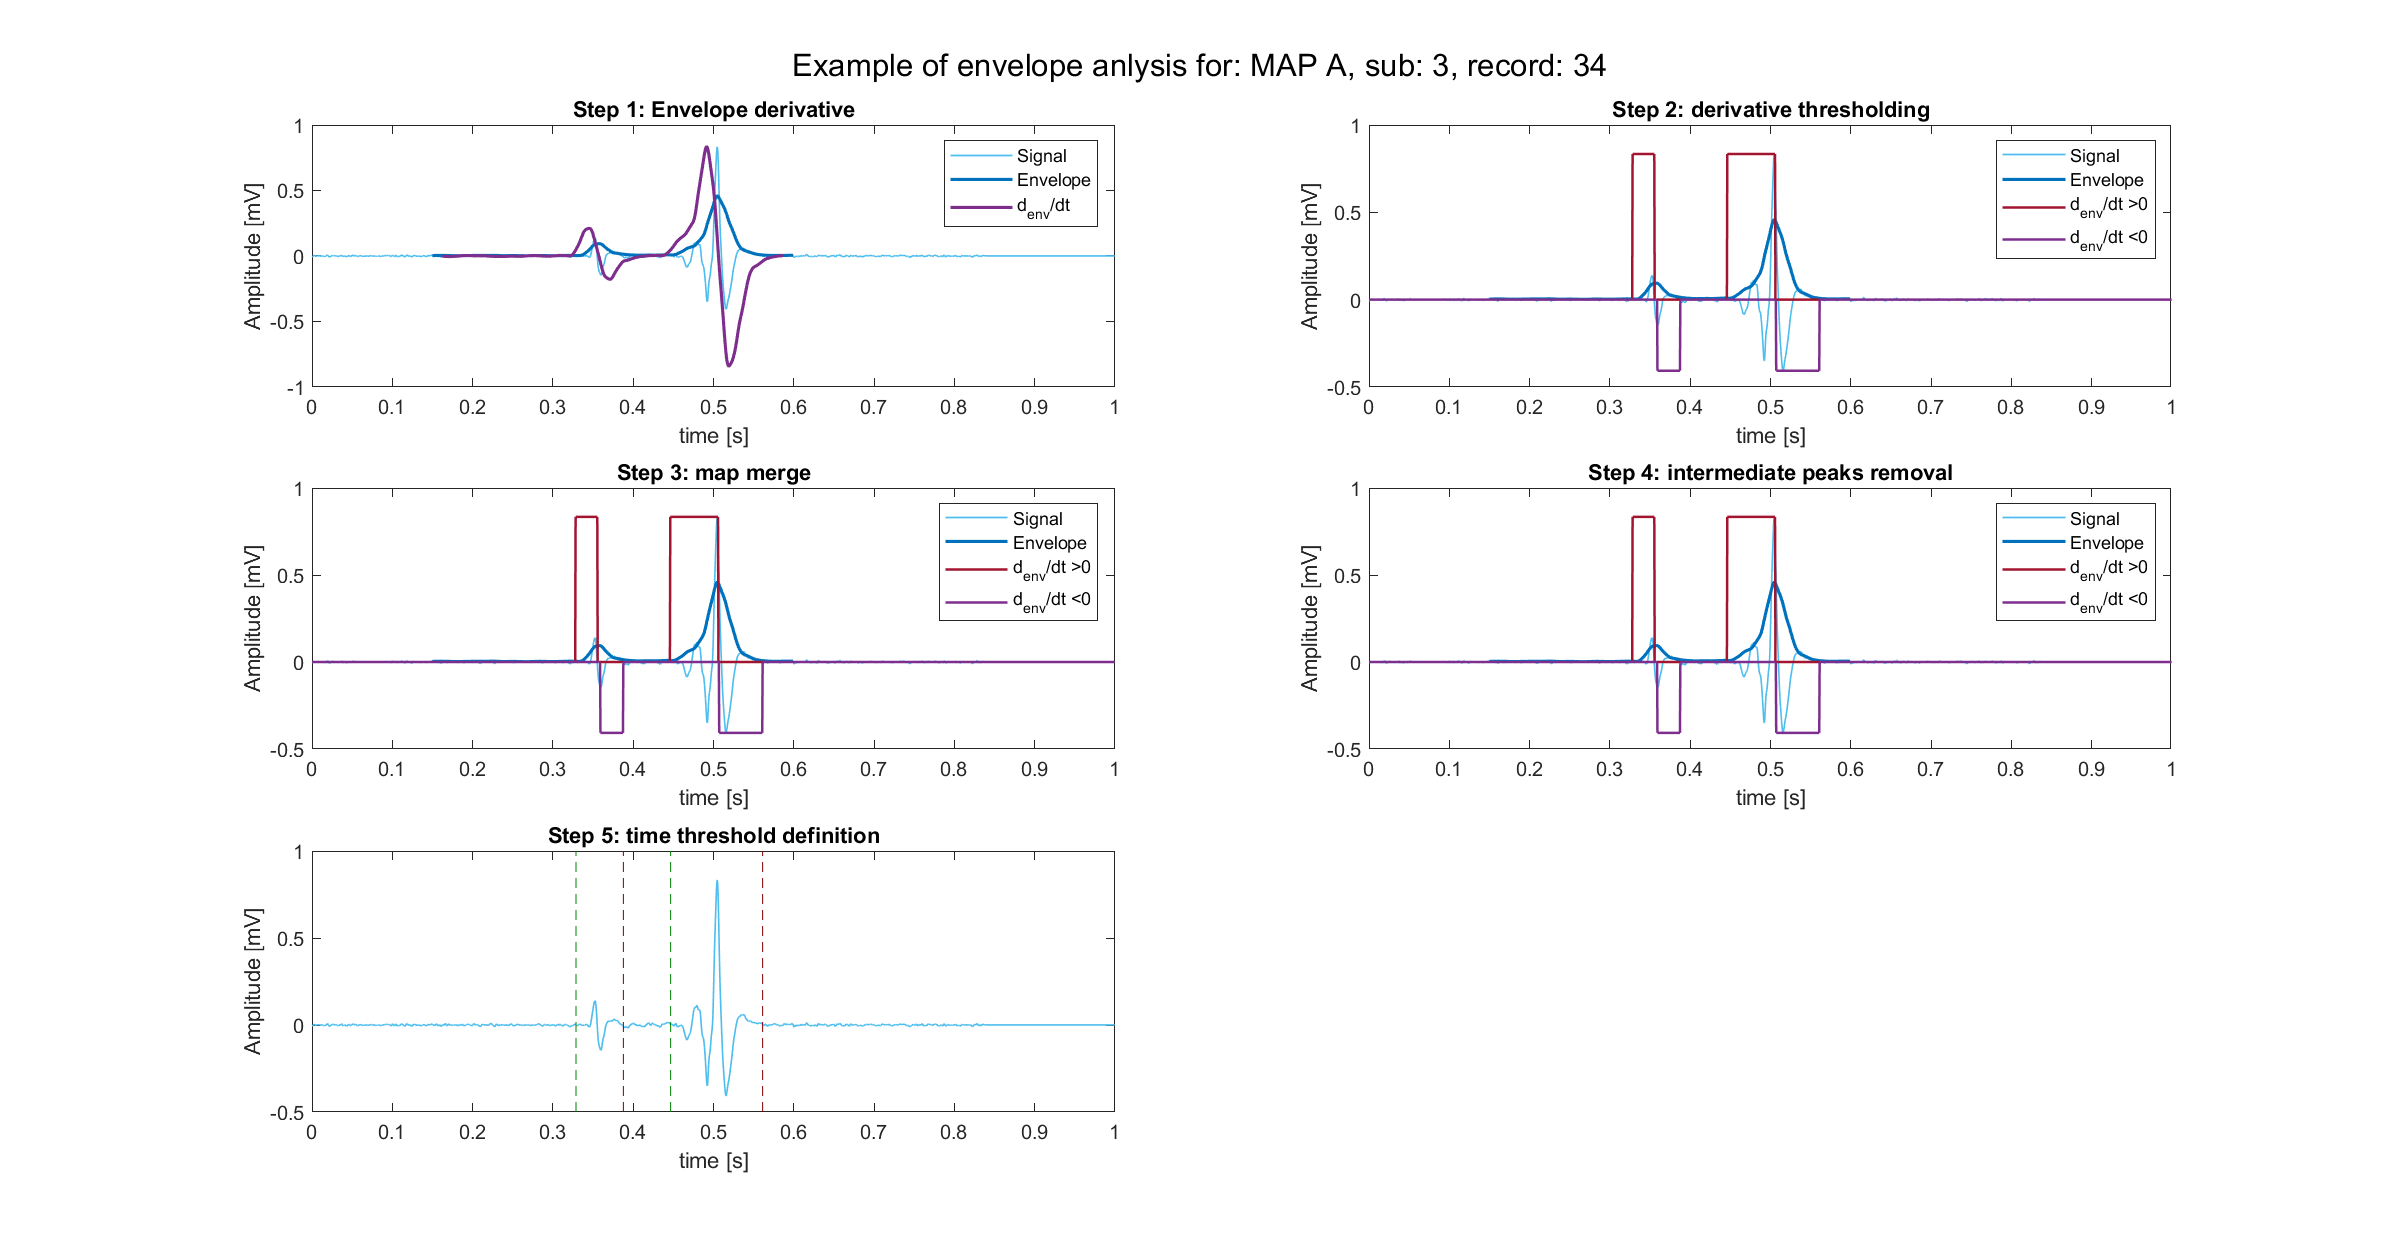 Example of envelope anlysis for: MAP A, sub: 3, record: 34
Step 1: Envelope derivative
Amplitude [mV]
1
0.5
0
-0.5
-1
Signal
Envelope
d_env/dt
0 0.1 0.2 0.3 0.4 0.5 0.6 0.7 0.8 0.9 1
time [s]
Step 2: derivative thresholding
Amplitude [mV]
1
0.5
0
-0.5
Signal
Envelope
d_env/dt >0
d_env/dt <0
0 0.1 0.2 0.3 0.4 0.5 0.6 0.7 0.8 0.9 1
time [s]
Step 3: map merge
Amplitude [mV]
1
0.5
0
-0.5
Signal
Envelope
d_env/dt >0
d_env/dt <0
0 0.1 0.2 0.3 0.4 0.5 0.6 0.7 0.8 0.9 1
time [s]
Step 4: intermediate peaks removal
Amplitude [mV]
1
0.5
0
-0.5
Signal
Envelope
d_env/dt >0
d_env/dt <0
0 0.1 0.2 0.3 0.4 0.5 0.6 0.7 0.8 0.9 1
time [s]
Step 5: time threshold definition
Amplitude [mV]
1
0.5
0
-0.5
0 0.1 0.2 0.3 0.4 0.5 0.6 0.7 0.8 0.9 1
time [s]